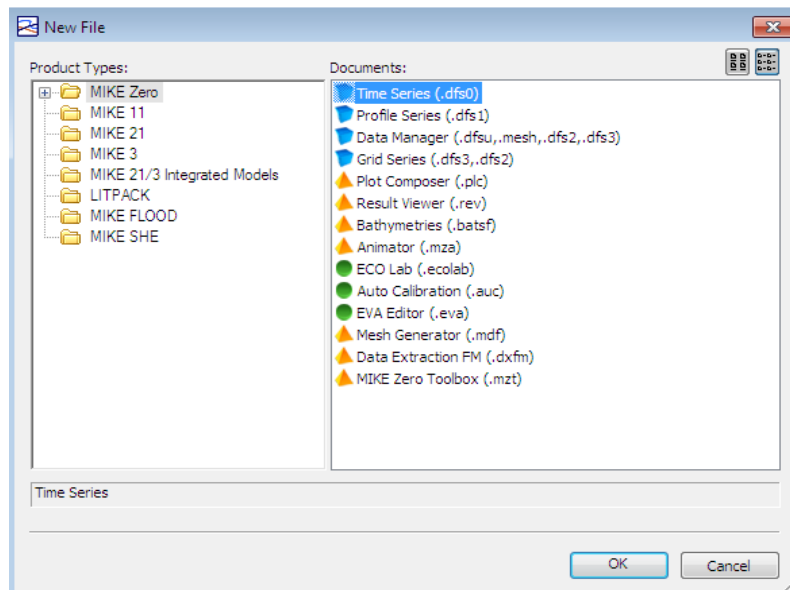 New File
Product Types:
MIKE Zero
MIKE 11
MIKE 21
MIKE 3
MIKE 21/3 Integrated Models
LITPACK
MIKE FLOOD
MIKE SHE
Documents:
Time Series (.dfs0)
Profile Series (.dfs1)
Data Manager (.dfsu,.mesh,.dfs2,.dfs3)
Grid Series (.dfs3,.dfs2)
Plot Composer (.plc)
Result Viewer (.rev)
Bathymetries (.batsf)
Animator (.mza)
ECO Lab (.ecolab)
Auto Calibration (.auc)
EVA Editor (.eva)
Mesh Generator (.mdf)
Data Extraction FM (.dxfm)
MIKE Zero Toolbox (.mzt)
Time Series
OK
Cancel